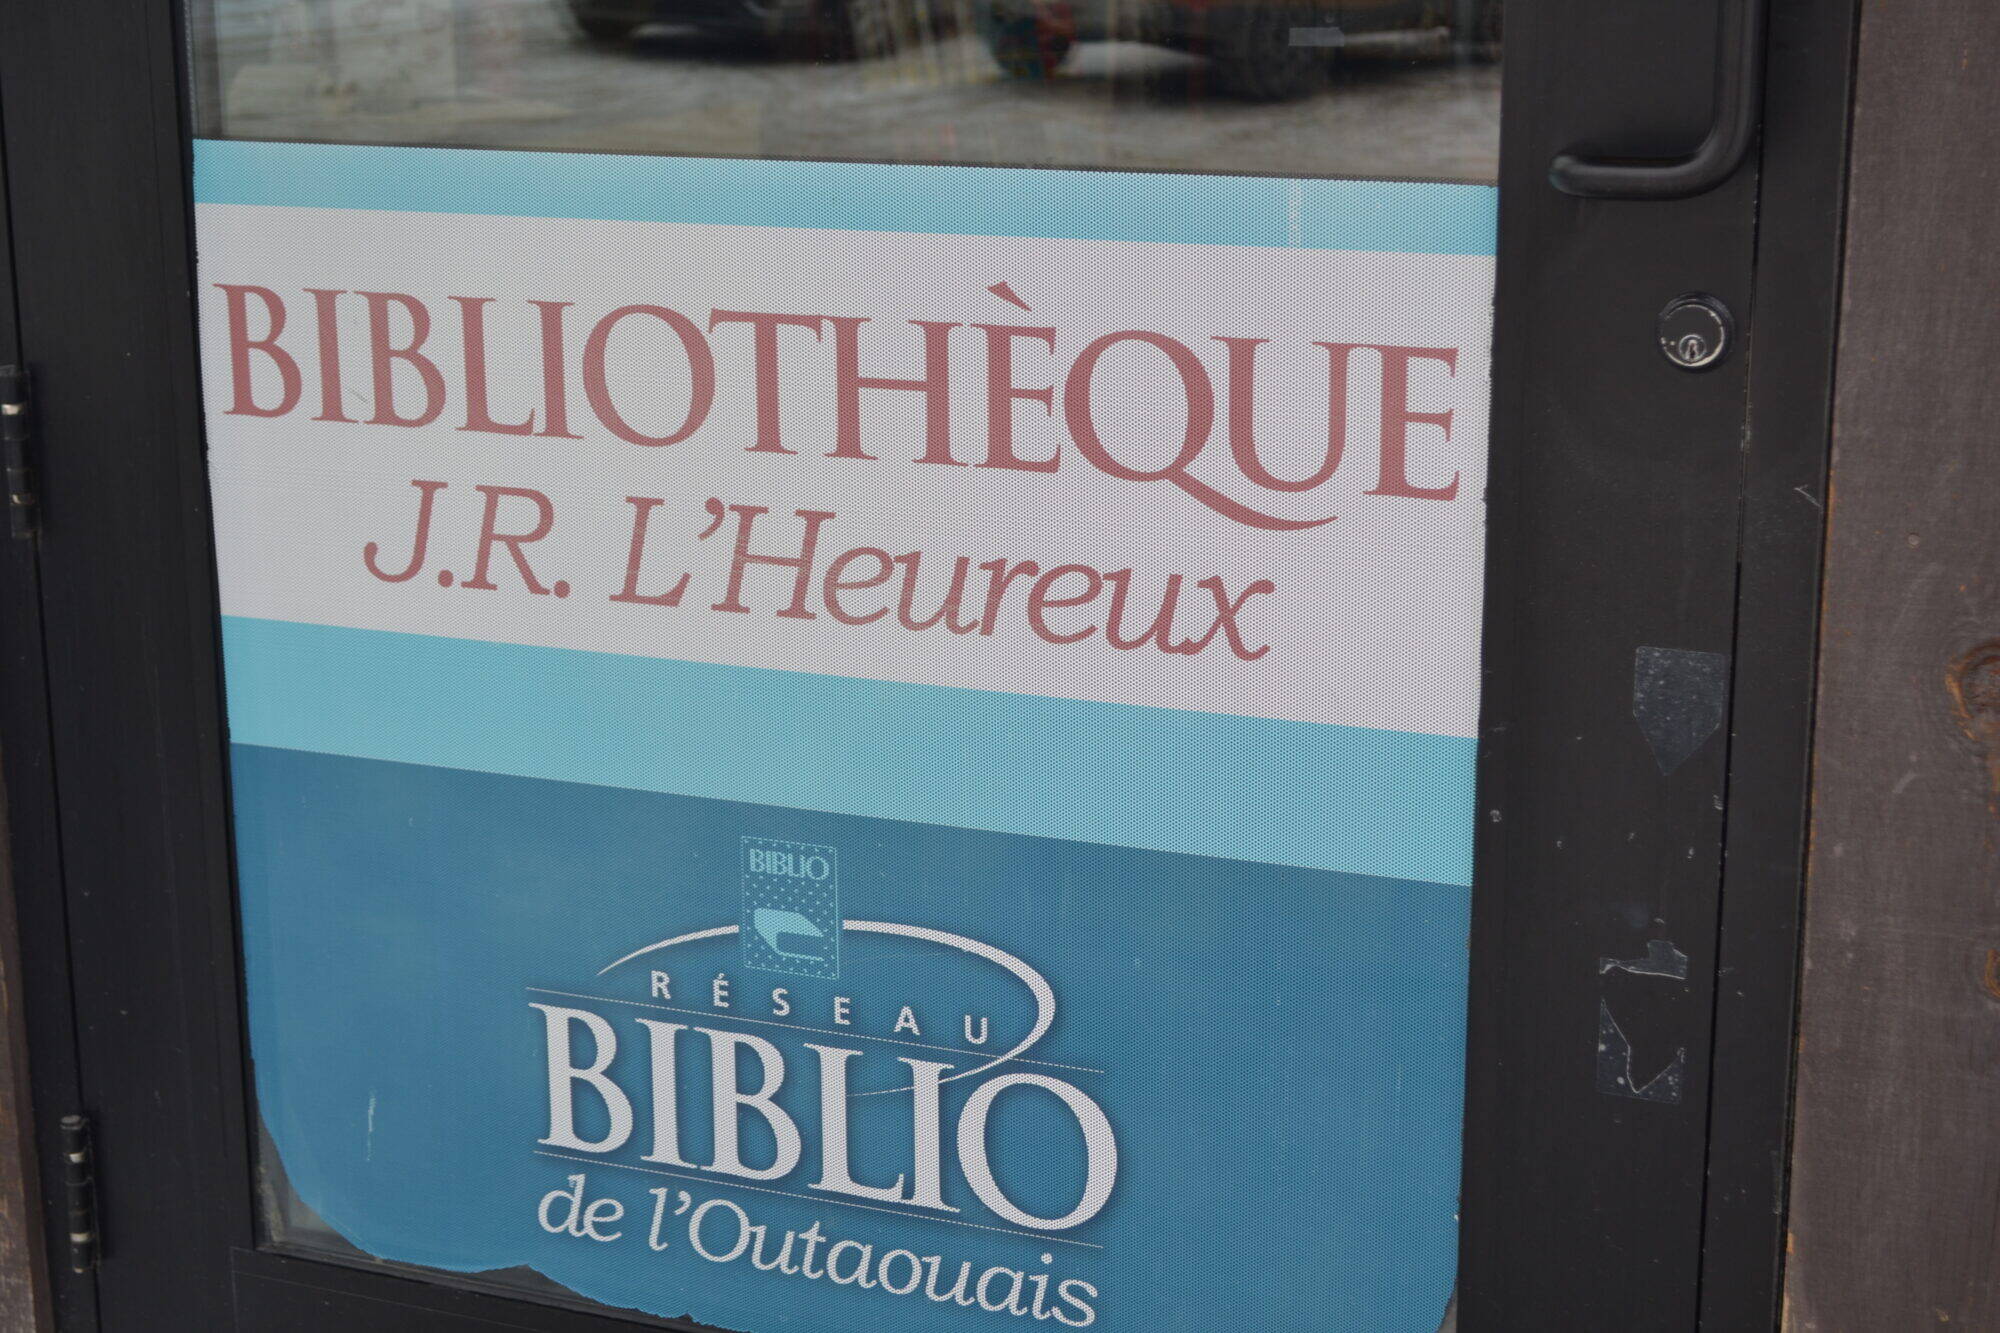 BIBLIOTHÈQUE
J.R. L'Heureux
BIBLIO
RÉSEAU
BIBLIO
de l'Outaouais